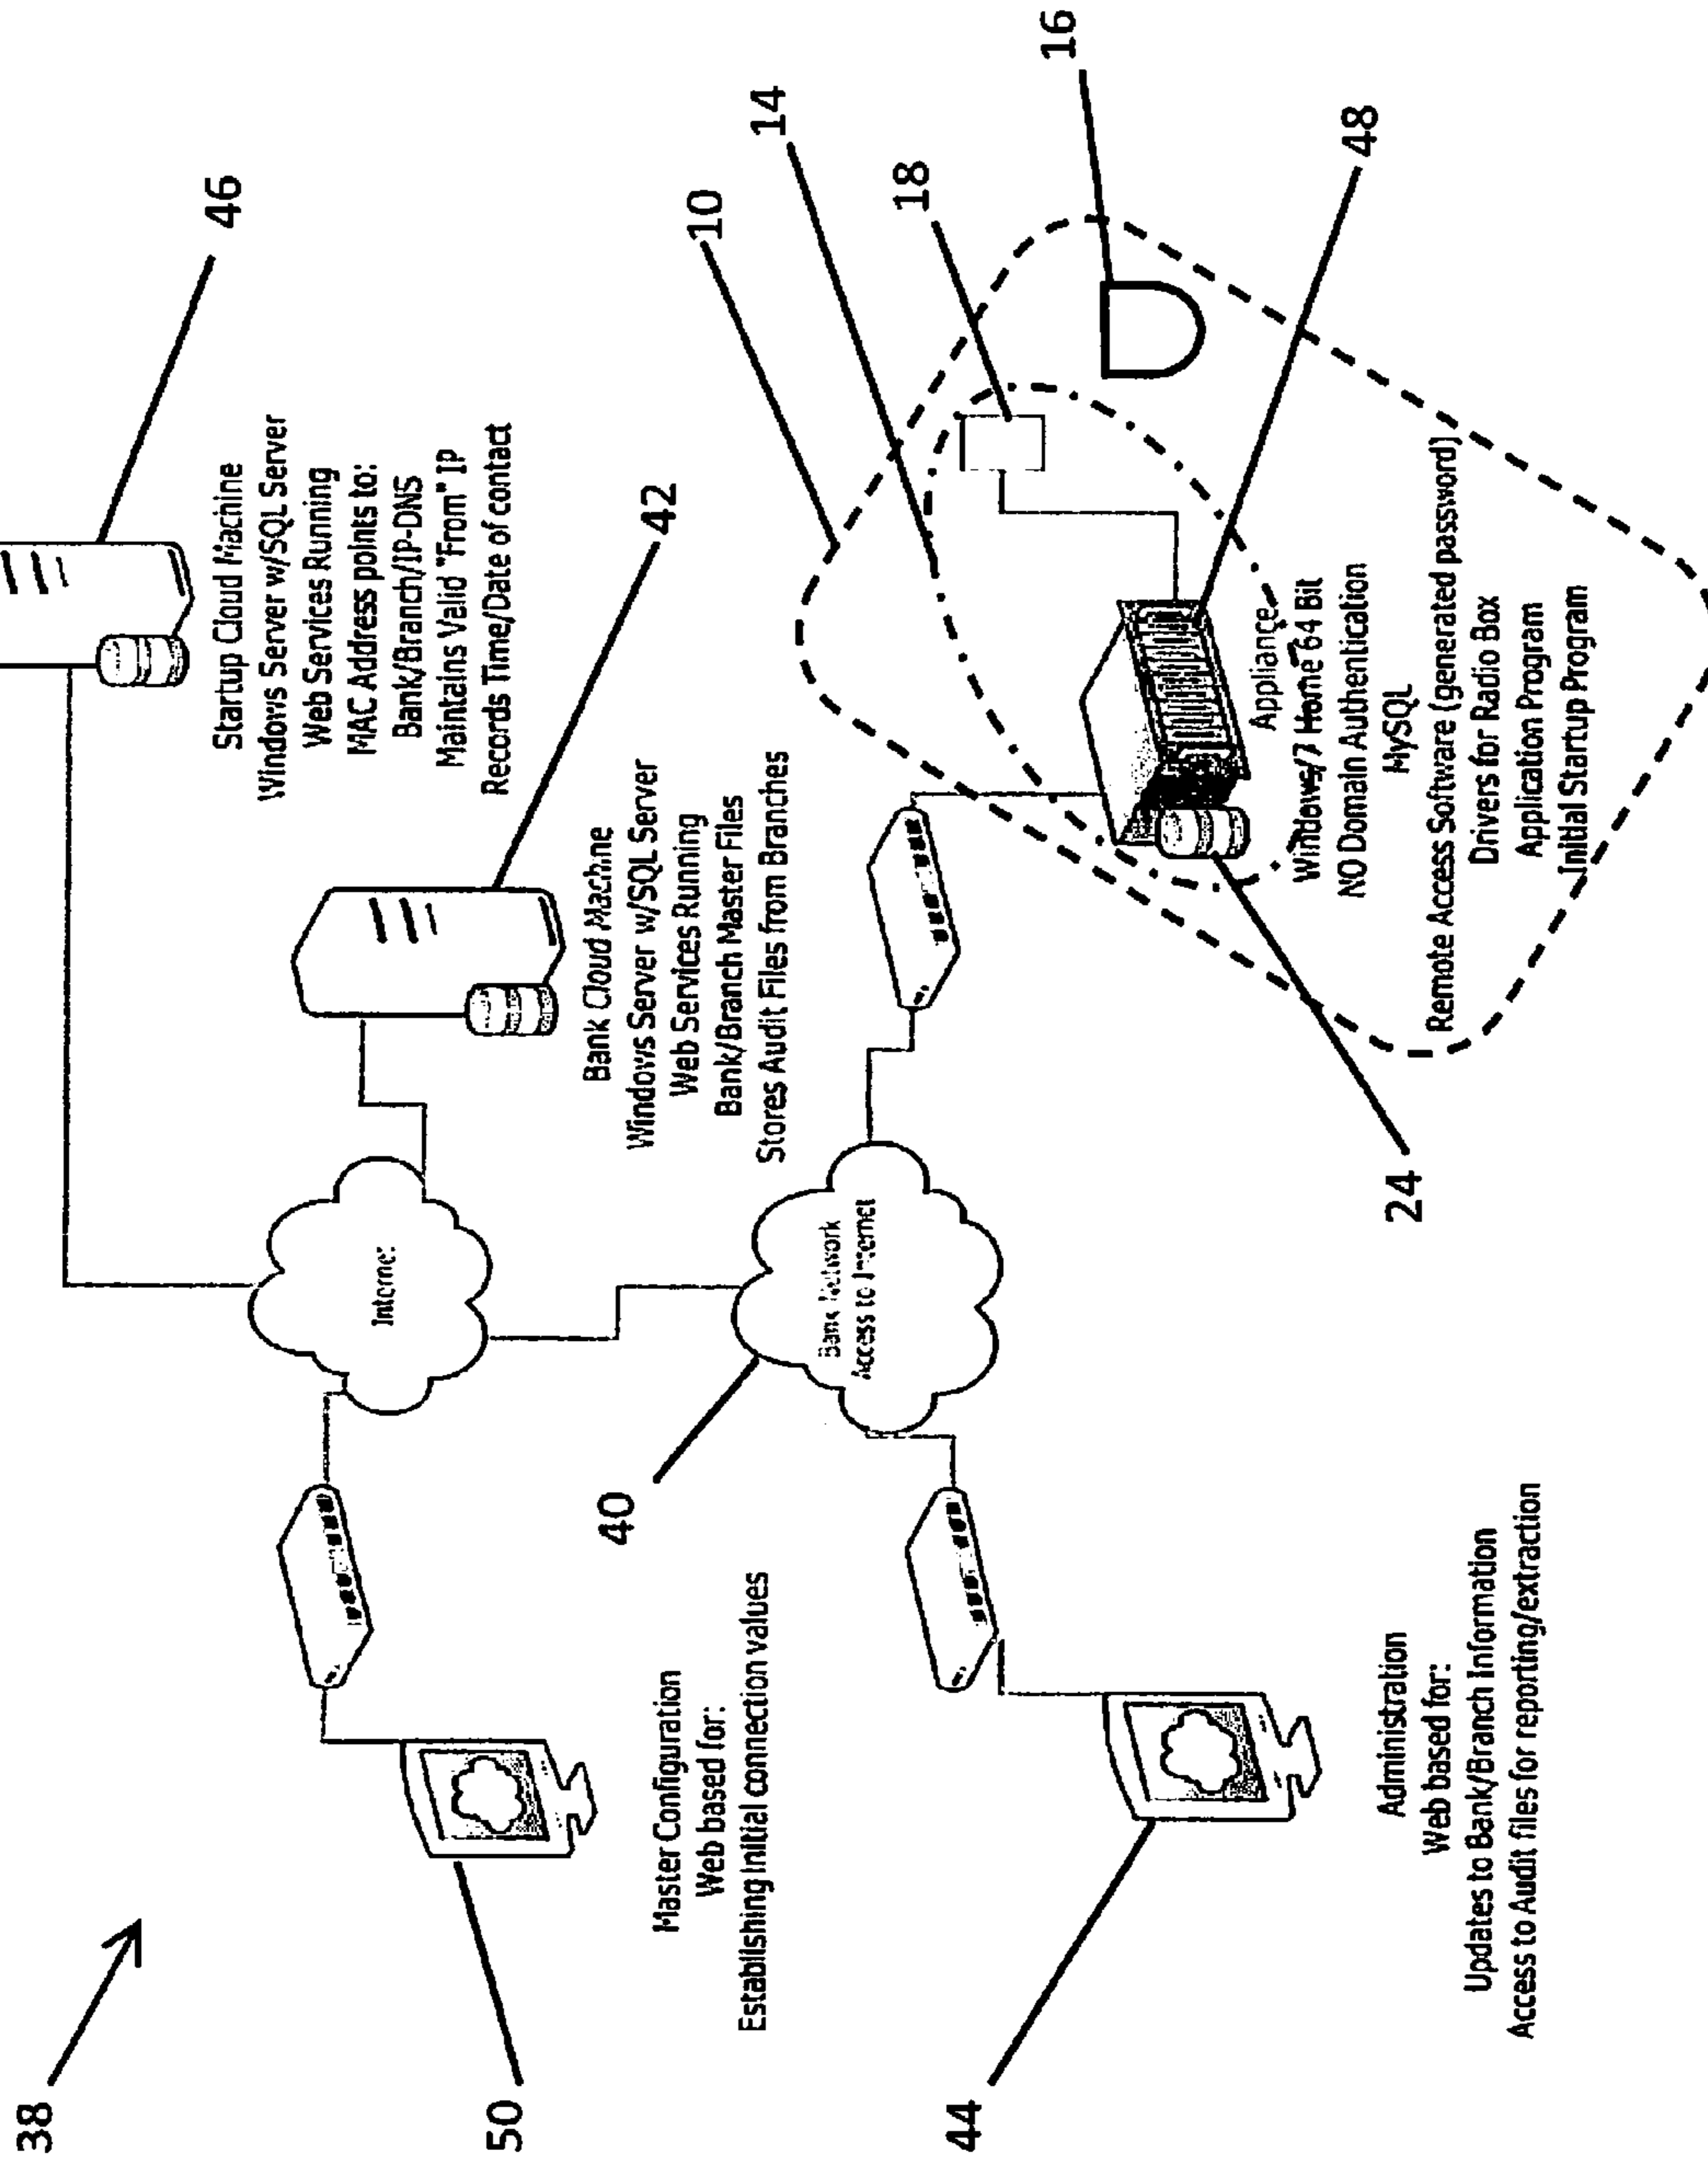 38
46
Startup Cloud Machine
Windows Server w/SQL Server
Web Services Running
MAC Address points to:
Bank/Branch/IP-DNS
Maintains Valid "From" IP
Records Time/Date of contact
50
Master Configuration
Web based for:
Establishing Initial connection values
Internet
42
Bank Cloud Machine
Windows Server w/SQL Server
Web Services Running
Bank/Branch Master Files
Stores Audit Files from Branches
40
Bank Network
Access to Internet
10
14
18
16
48
44
Administration
Web based for:
Updates to Bank/Branch Information
Access to Audit files for reporting/extraction
24
Appliance
Windows/7 Home 64 Bit
NO Domain Authentication
MySQL
Remote Access Software (generated password)
Drivers for Radio Box
Application Program
Initial Startup Program